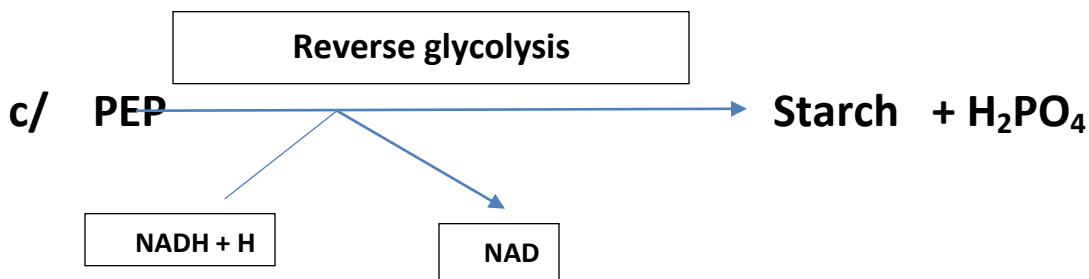 Reverse glycolysis
c/ PEP Starch + H₂PO₄
NADH + H
NAD